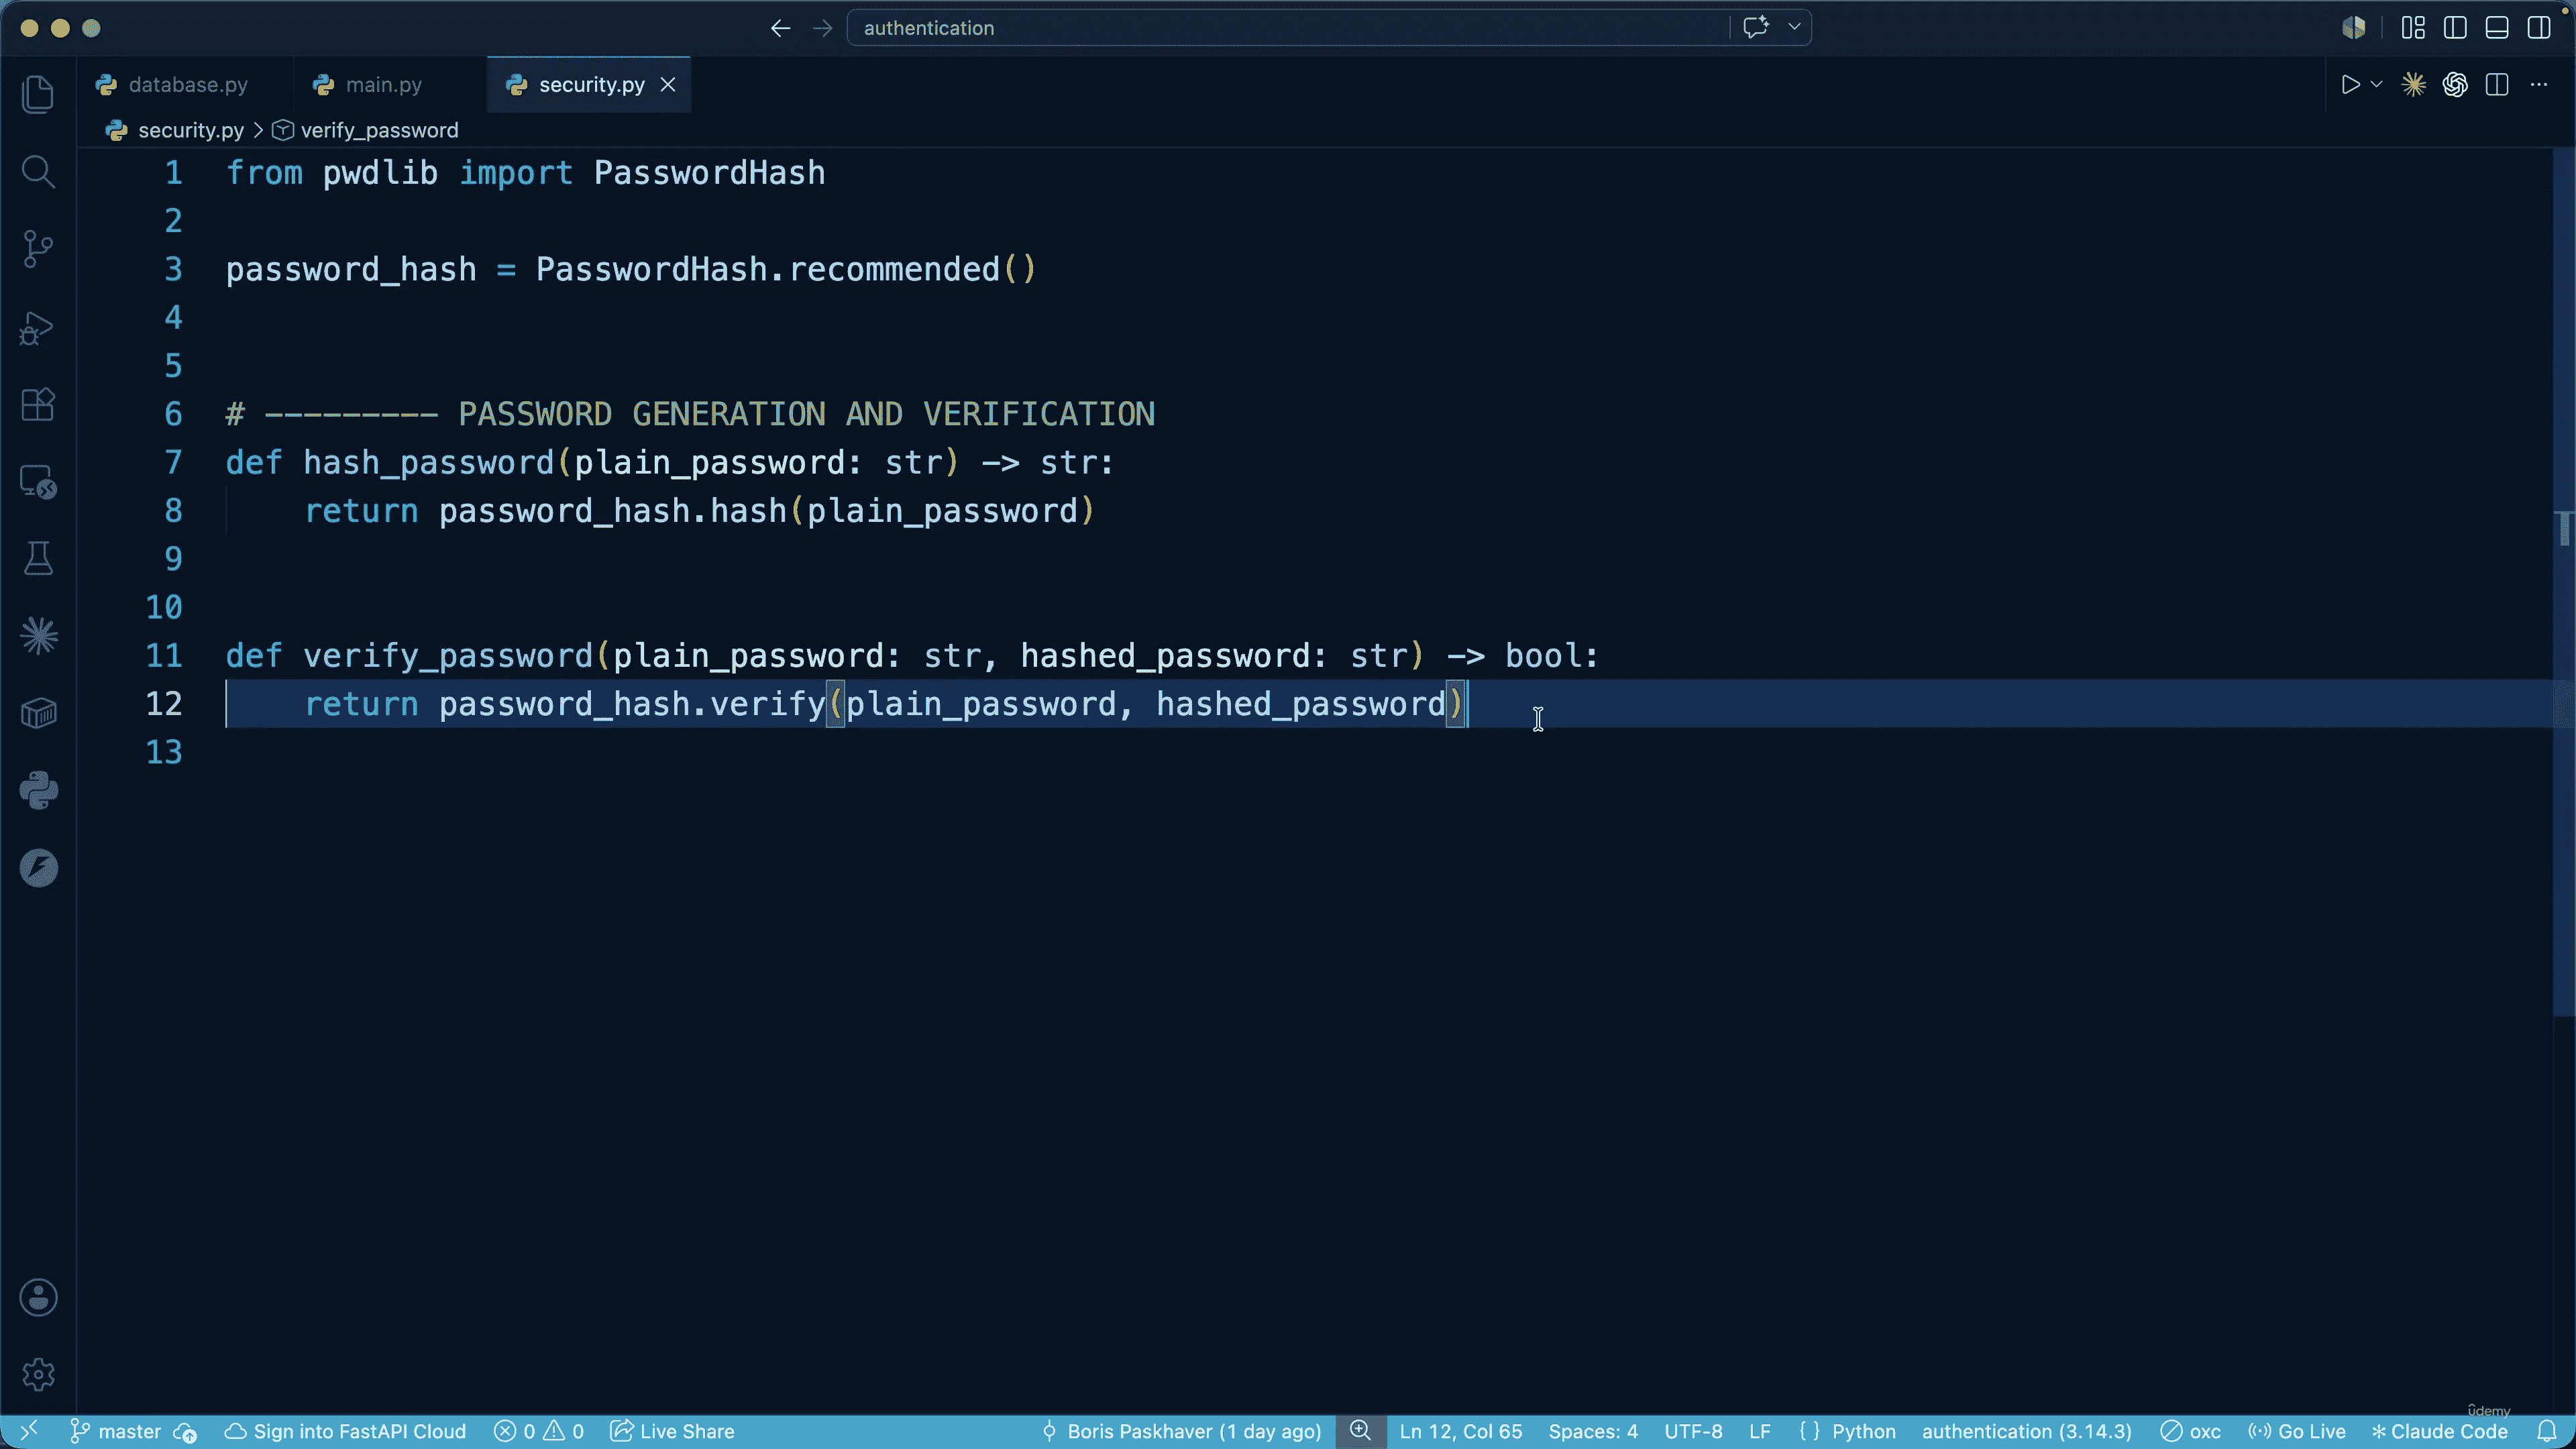 authentication
database.py
main.py
security.py
security.py > verify_password
1 from pwdlib import PasswordHash
2
3 password_hash = PasswordHash.recommended()
4
5
6 # --------- PASSWORD GENERATION AND VERIFICATION
7 def hash_password(plain_password: str) -> str:
8 return password_hash.hash(plain_password)
9
10
11 def verify_password(plain_password: str, hashed_password: str) -> bool:
12 return password_hash.verify(plain_password, hashed_password)
13
udemy
master Sign into FastAPI Cloud 0 0 Live Share Boris Paskhaver (1 day ago) Ln 12, Col 65 Spaces: 4 UTF-8 LF { } Python authentication (3.14.3) oxc Go Live Claude Code